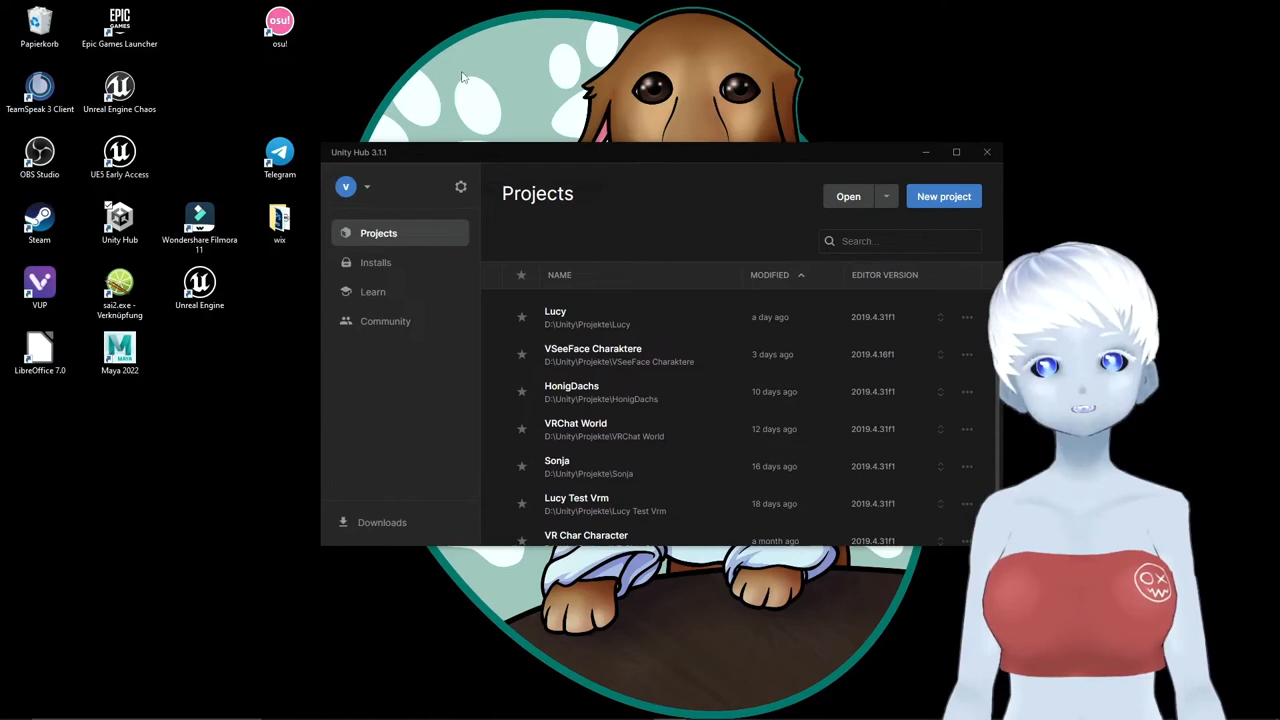 Papierkorb
Epic Games Launcher
osu!
osu!
TeamSpeak 3 Client
Unreal Engine Chaos
OBS Studio
UE5 Early Access
Telegram
Steam
Unity Hub
Wondershare Filmora
11
wix
VUP
sai2.exe -
Verknüpfung
Unreal Engine
LibreOffice 7.0
Maya 2022
Unity Hub 3.1.1
V
Projects
Installs
Learn
Community
Downloads
Projects
Open
New project
Search...
NAME MODIFIED EDITOR VERSION
Lucy
D:\Unity\Projekte\Lucy
a day ago
2019.4.31f1
VSeeFace Charaktere
D:\Unity\Projekte\VSeeFace Charaktere
3 days ago
2019.4.16f1
HonigDachs
D:\Unity\Projekte\HonigDachs
10 days ago
2019.4.31f1
VRChat World
D:\Unity\Projekte\VRChat World
12 days ago
2019.4.31f1
Sonja
D:\Unity\Projekte\Sonja
16 days ago
2019.4.31f1
Lucy Test Vrm
D:\Unity\Projekte\Lucy Test Vrm
18 days ago
2019.4.31f1
VR Char Character
a month ago
2019.4.31f1